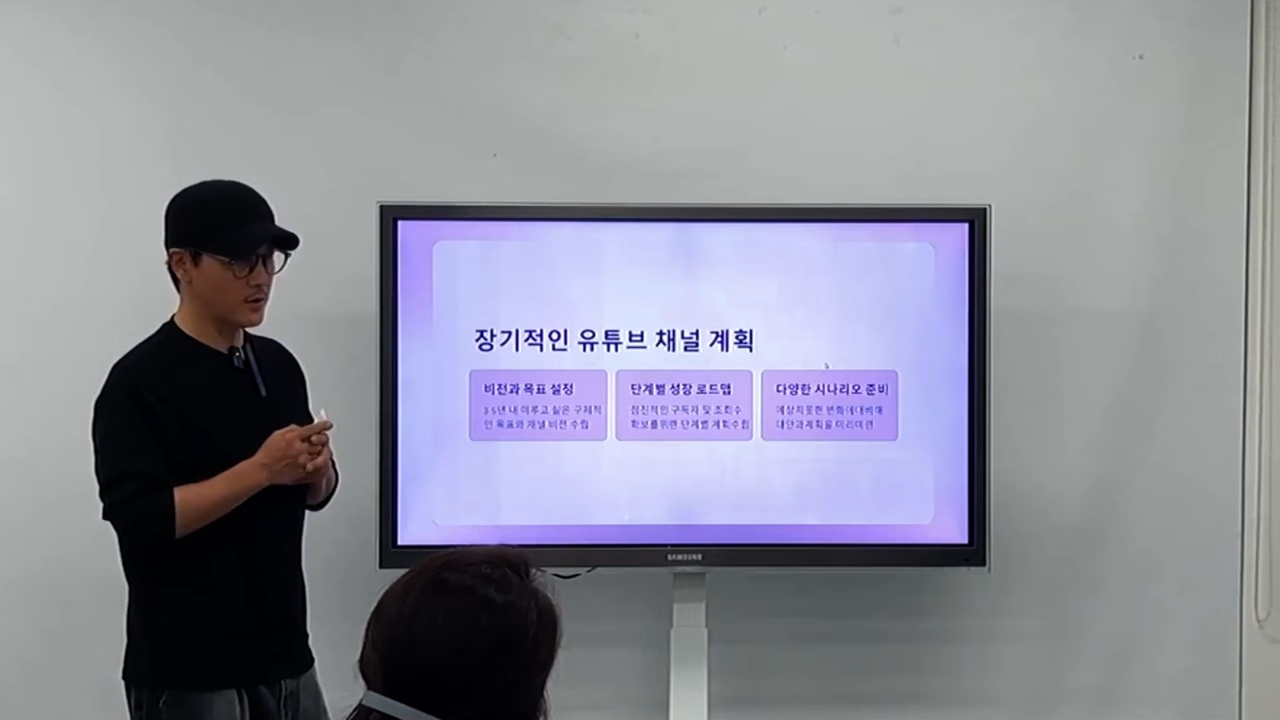 장기적인 유튜브 채널 계획
비전과 목표 설정
3-5년 내 이루고 싶은 구체적
인 목표와 채널 비전 수립
단계별 성장 로드맵
점진적인 구독자 및 조회수
확보를위한 단계별 계획수립
다양한 시나리오 준비
예상치못한 변화에대비해
대안과계획을 미리마련
SAMSUNG